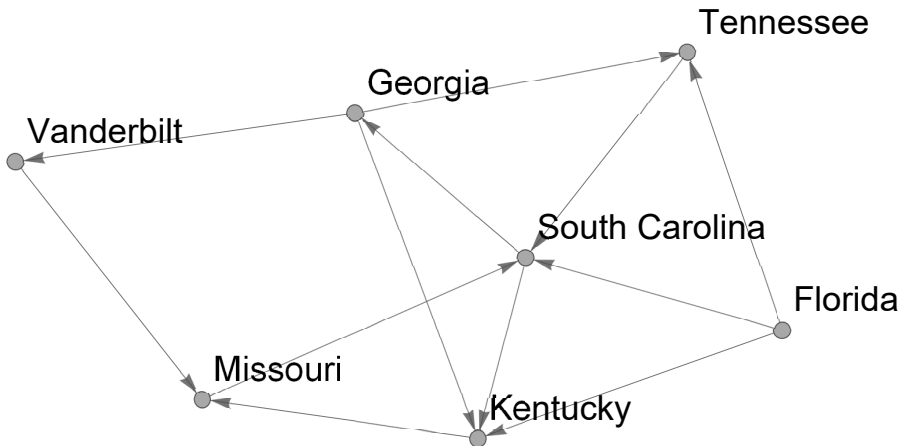 Tennessee
Georgia
Vanderbilt
South Carolina
Florida
Missouri
Kentucky